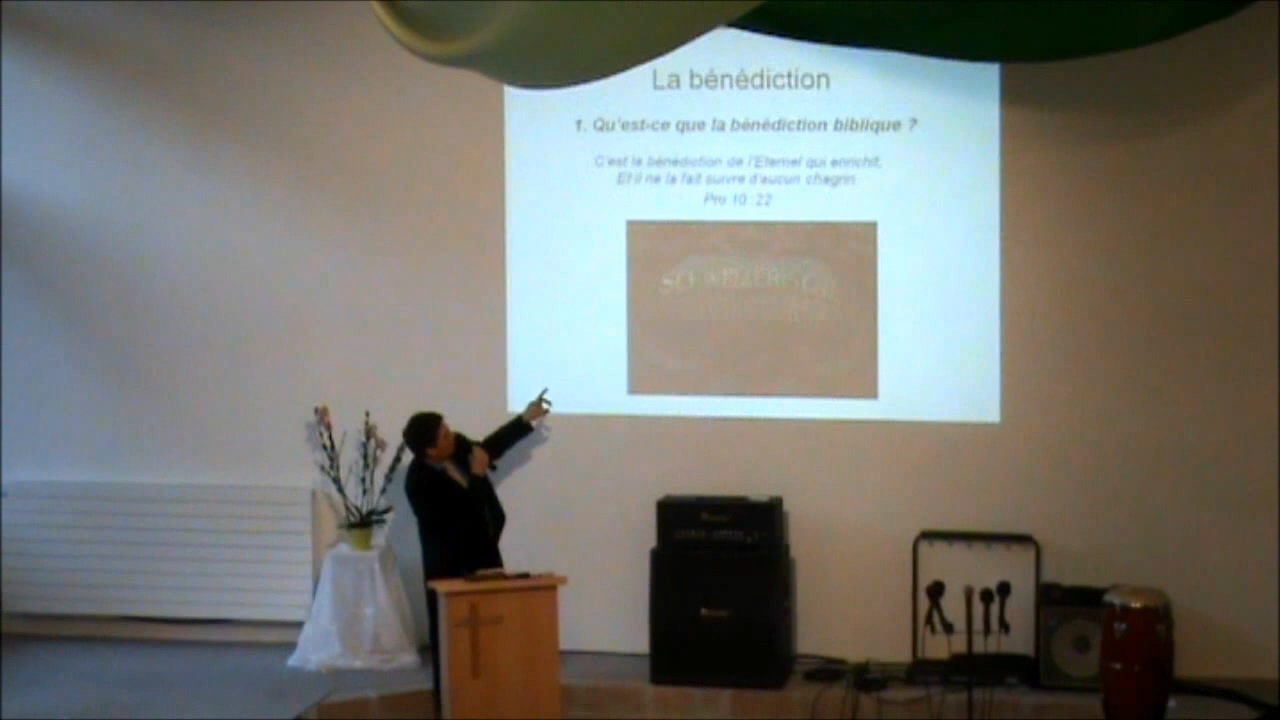 La bénédiction
1. Qu'est-ce que la bénédiction biblique ?
C'est la bénédiction de l'Eternel qui enrichit,
Et il ne la fait suivre d'aucun chagrin.
Pro 10 : 22